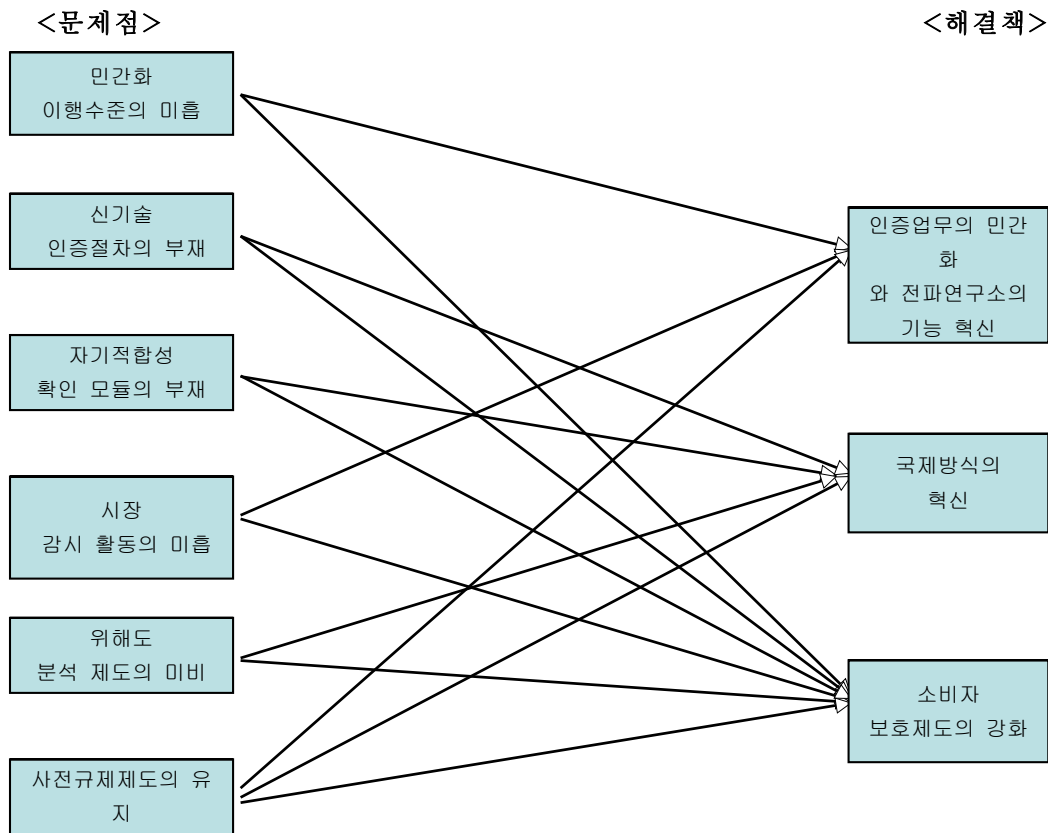 <문제점>
<해결책>
민간화
이행수준의 미흡
신기술
인증절차의 부재
자기적합성
확인 모듈의 부재
시장
감시 활동의 미흡
위해도
분석 제도의 미비
사전규제제도의 유
지
인증업무의 민간
화
와 전파연구소의
기능 혁신
국제방식의
혁신
소비자
보호제도의 강화